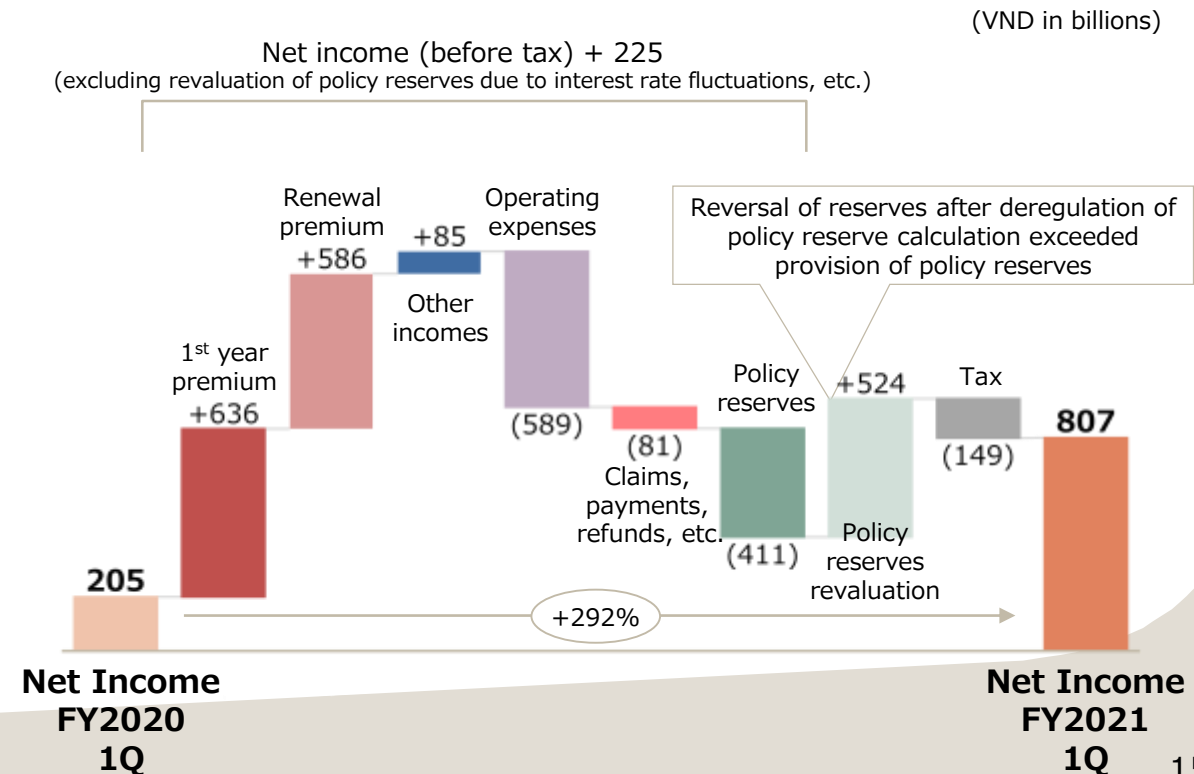 (VND in billions)
Net income (before tax) + 225
(excluding revaluation of policy reserves due to interest rate fluctuations, etc.)
Renewal
premium
+586
+85
Other
incomes
Operating
expenses
(589)
Reversal of reserves after deregulation of
policy reserve calculation exceeded
provision of policy reserves
1st year
premium
+636
(81)
Claims,
payments,
refunds, etc.
Policy
reserves
(411)
+524
Policy
reserves
revaluation
Tax
(149)
807
205
+292%
Net Income
FY2020
1Q
Net Income
FY2021
1Q